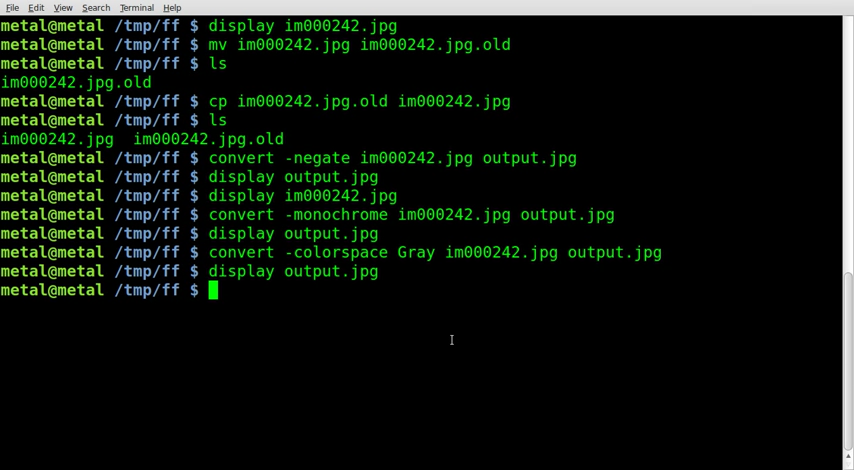 File Edit View Search Terminal Help
metal@metal /tmp/ff $ display im000242.jpg
metal@metal /tmp/ff $ mv im000242.jpg im000242.jpg.old
metal@metal /tmp/ff $ ls
im000242.jpg.old
metal@metal /tmp/ff $ cp im000242.jpg.old im000242.jpg
metal@metal /tmp/ff $ ls
im000242.jpg  im000242.jpg.old
metal@metal /tmp/ff $ convert -negate im000242.jpg output.jpg
metal@metal /tmp/ff $ display output.jpg
metal@metal /tmp/ff $ display im000242.jpg
metal@metal /tmp/ff $ convert -monochrome im000242.jpg output.jpg
metal@metal /tmp/ff $ display output.jpg
metal@metal /tmp/ff $ convert -colorspace Gray im000242.jpg output.jpg
metal@metal /tmp/ff $ display output.jpg
metal@metal /tmp/ff $